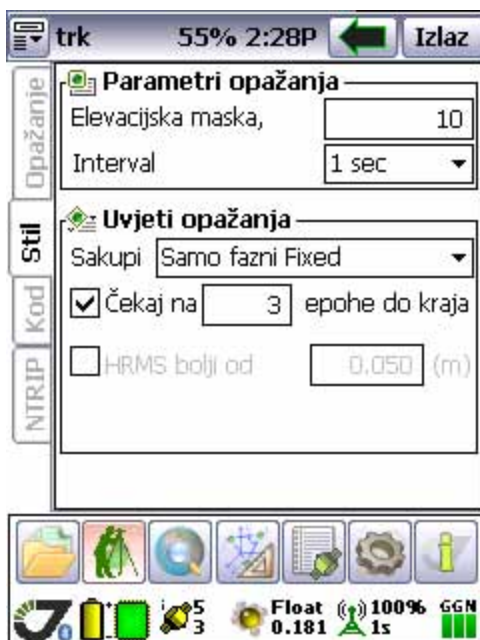 trk 55% 2:28P Izlaz
Opažanje
Stil
Kod
NTRIP
Parametri opažanja
Elevacijska maska, 10
Interval 1 sec
Uvjeti opažanja
Sakupi Samo fazni Fixed
Čekaj na 3 epohe do kraja
HRMS bolji od 0.050 (m)
5 Float 100% GGN
3 0.181 1s